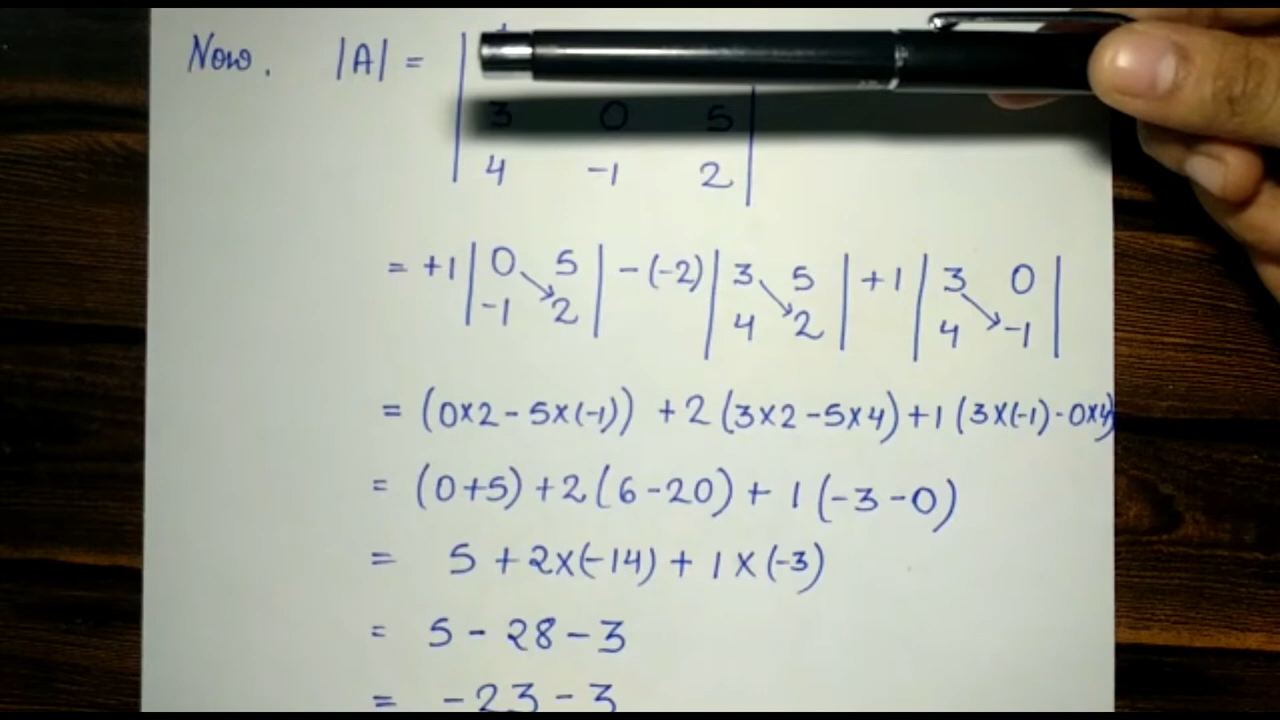 Now. |A| = |
3 0 5
4 -1 2
= +1 | 0 5 | - (-2) | 3 5 | +1 | 3 0 |
-1 2 4 2 4 -1
= (0×2 - 5×(-1)) + 2 (3×2 - 5×4) + 1 (3×(-1) - 0×4)
= (0+5) + 2 (6 - 20) + 1 (-3 - 0)
= 5 + 2×(-14) + 1 × (-3)
= 5 - 28 - 3
= -23 - 3